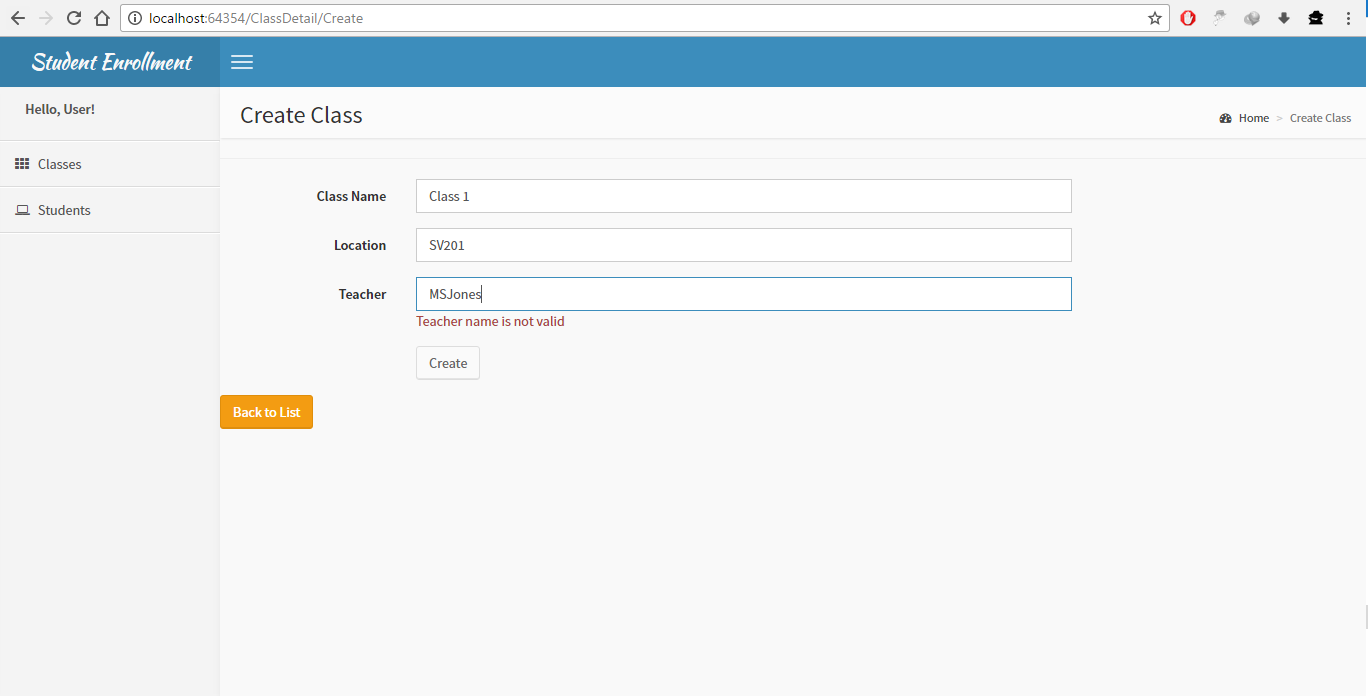 localhost:64354/ClassDetail/Create
Student Enrollment
Hello, User!
Create Class
Home > Create Class
Classes
Students
Class Name Class 1
Location SV201
Teacher MSJones
Teacher name is not valid
Create
Back to List